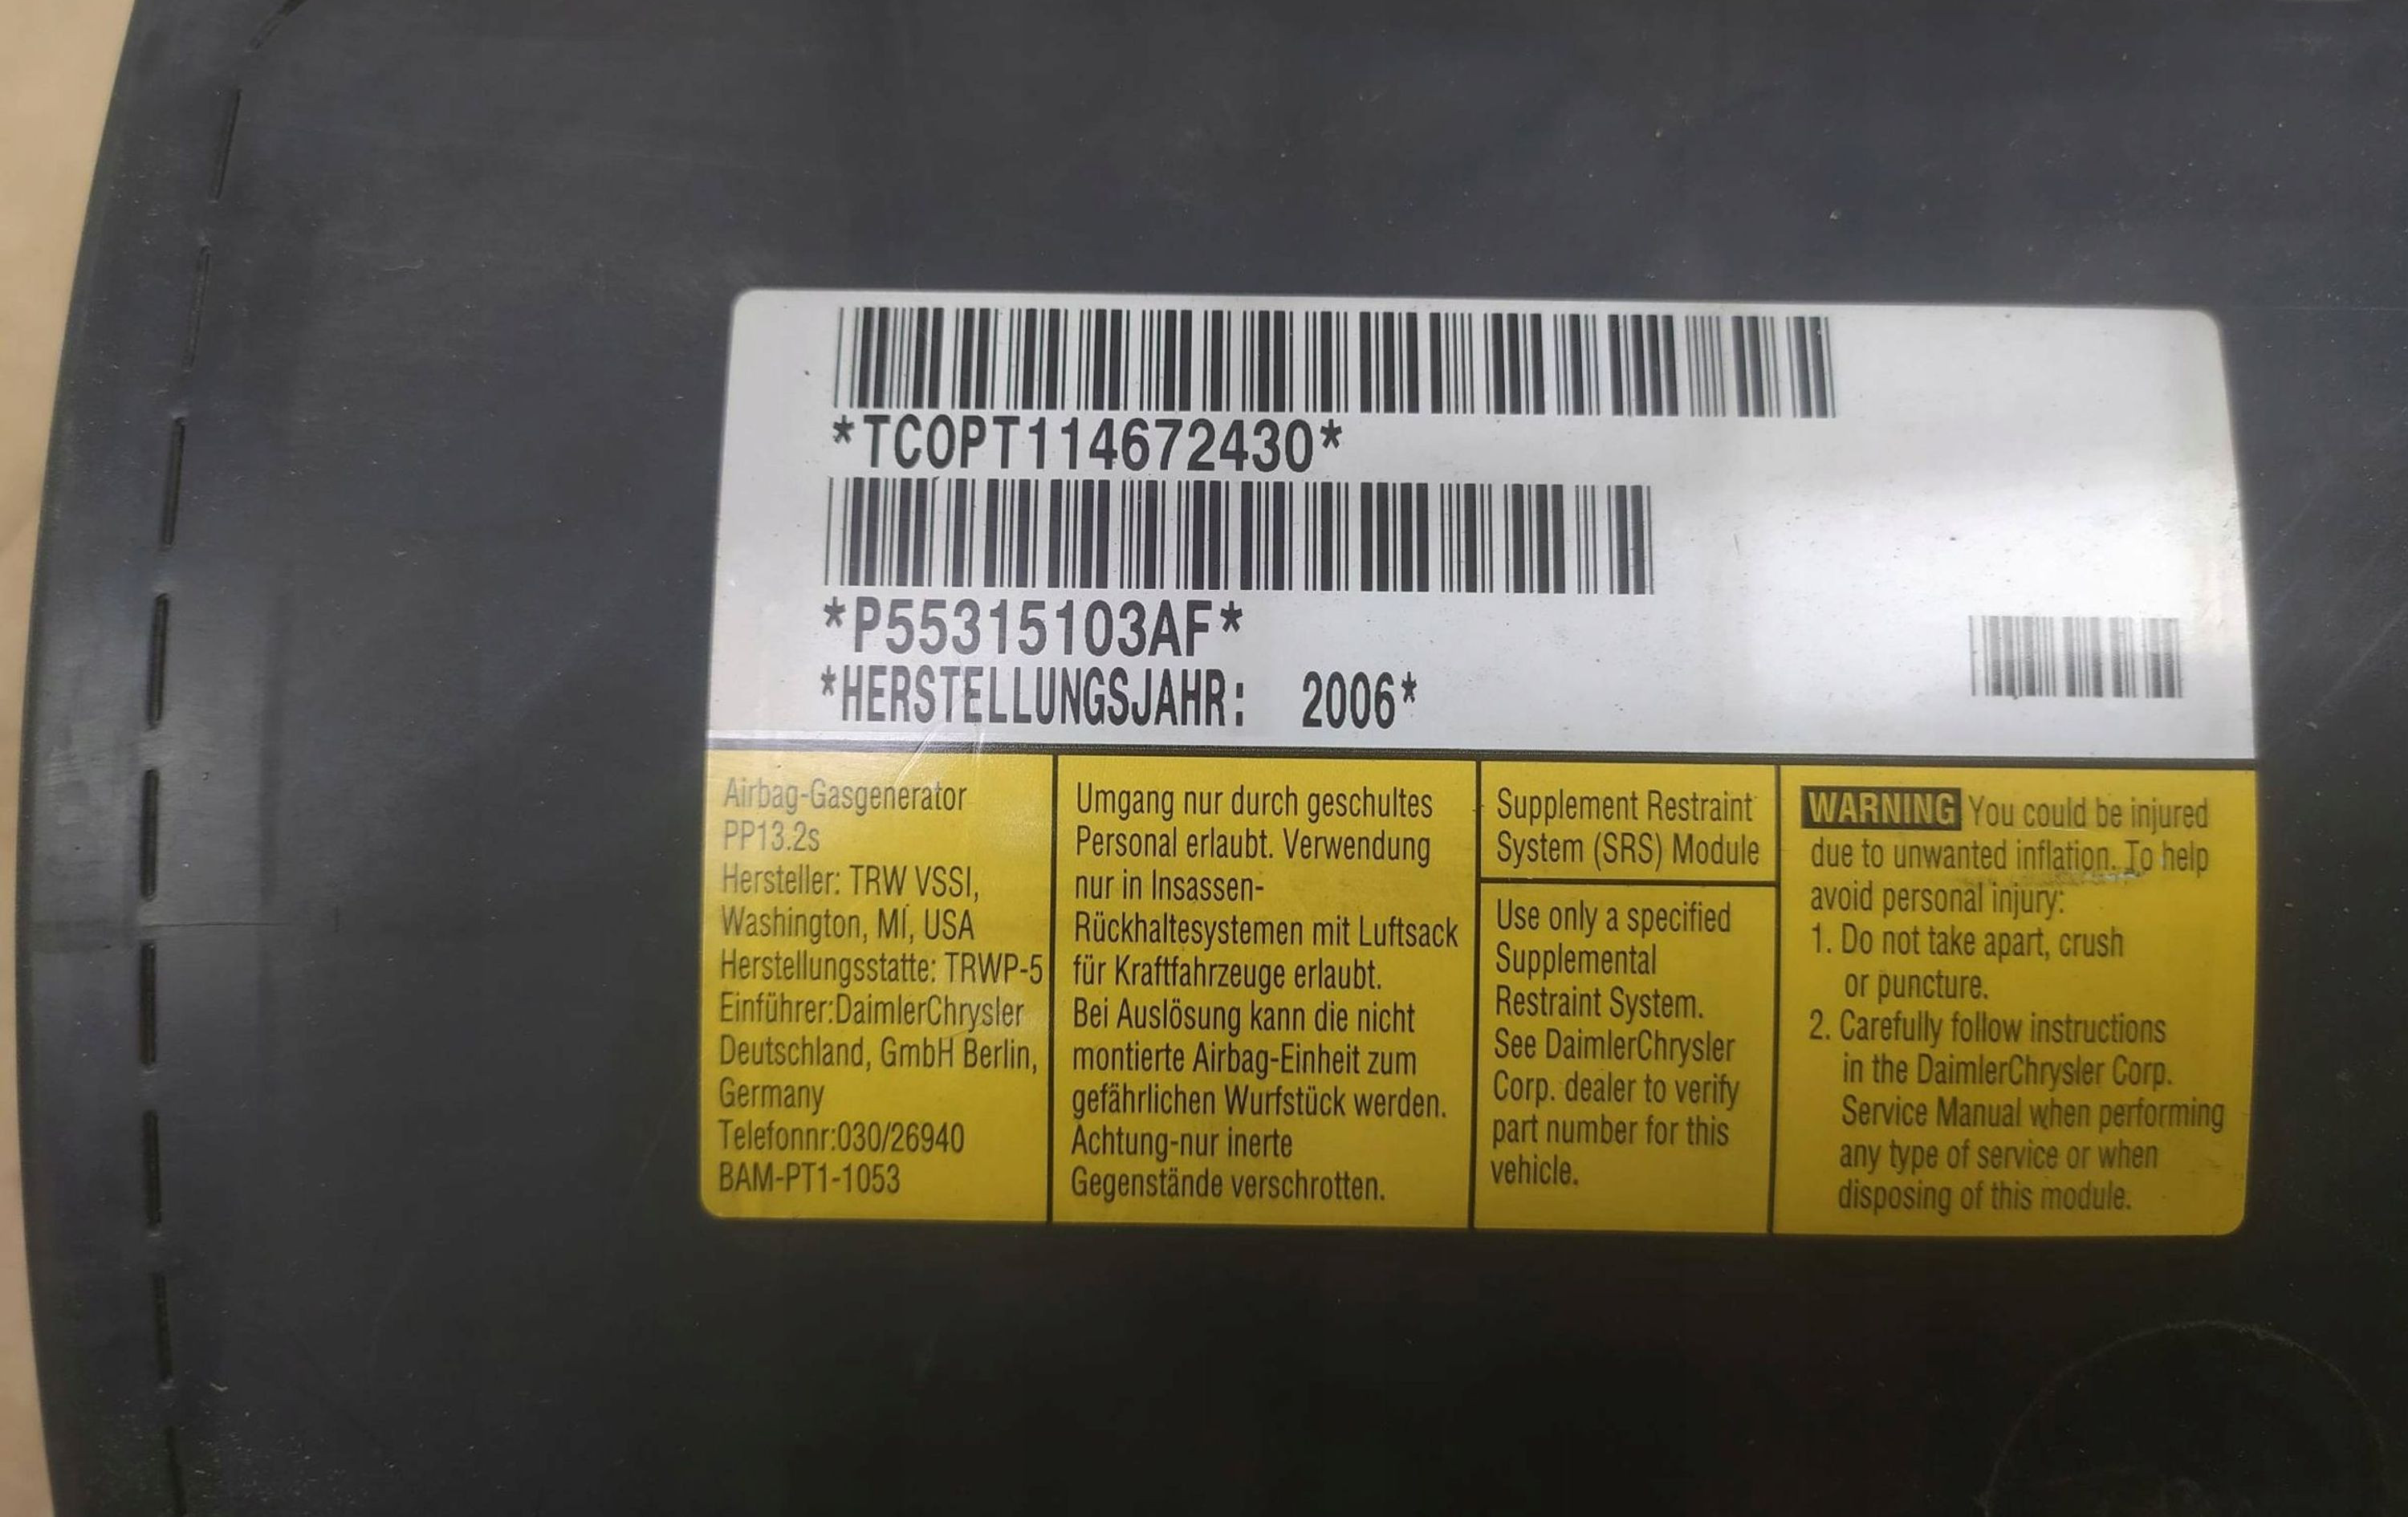 *TCOPT114672430*
*P55315103AF*
*HERSTELLUNGSJAHR: 2006*
Airbag-Gasgenerator
PP13.2s
Hersteller: TRW VSSI,
Washington, MI, USA
Herstellungsstatte: TRWP-5
Einführer:DaimlerChrysler
Deutschland, GmbH Berlin,
Germany
Telefonnr:030/26940
BAM-PT1-1053
Umgang nur durch geschultes
Personal erlaubt. Verwendung
nur in Insassen-
Rückhaltesystemen mit Luftsack
für Kraftfahrzeuge erlaubt.
Bei Auslösung kann die nicht
montierte Airbag-Einheit zum
gefährlichen Wurfstück werden.
Achtung-nur inerte
Gegenstände verschrotten.
Supplement Restraint
System (SRS) Module
Use only a specified
Supplemental
Restraint System.
See DaimlerChrysler
Corp. dealer to verify
part number for this
vehicle.
WARNING You could be injured
due to unwanted inflation. To help
avoid personal injury:
1. Do not take apart, crush
or puncture.
2. Carefully follow instructions
in the DaimlerChrysler Corp.
Service Manual when performing
any type of service or when
disposing of this module.